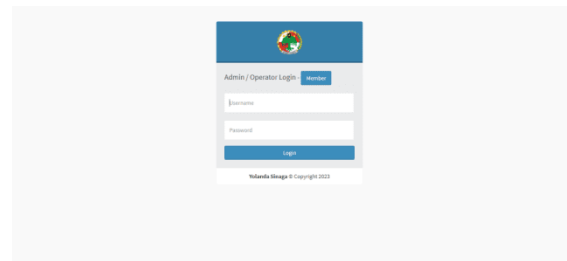 Admin / Operator Login - Member
Username
Password
Login
Yolanda Sinaga © Copyright 2023